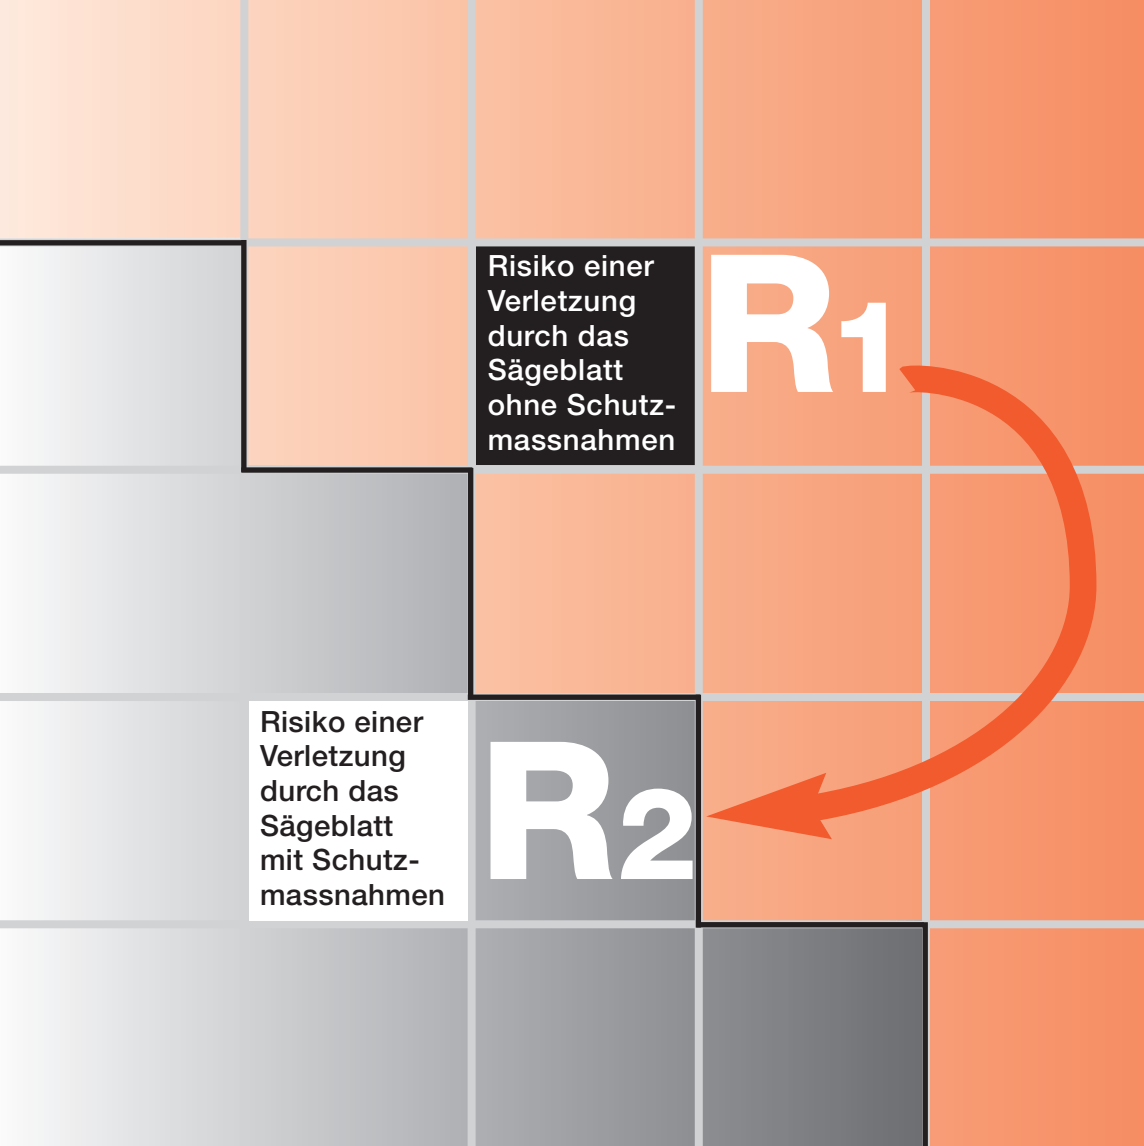 Risiko einer
Verletzung
durch das
Sägeblatt
ohne Schutz-
massnahmen
R1
Risiko einer
Verletzung
durch das
Sägeblatt
mit Schutz-
massnahmen
R2